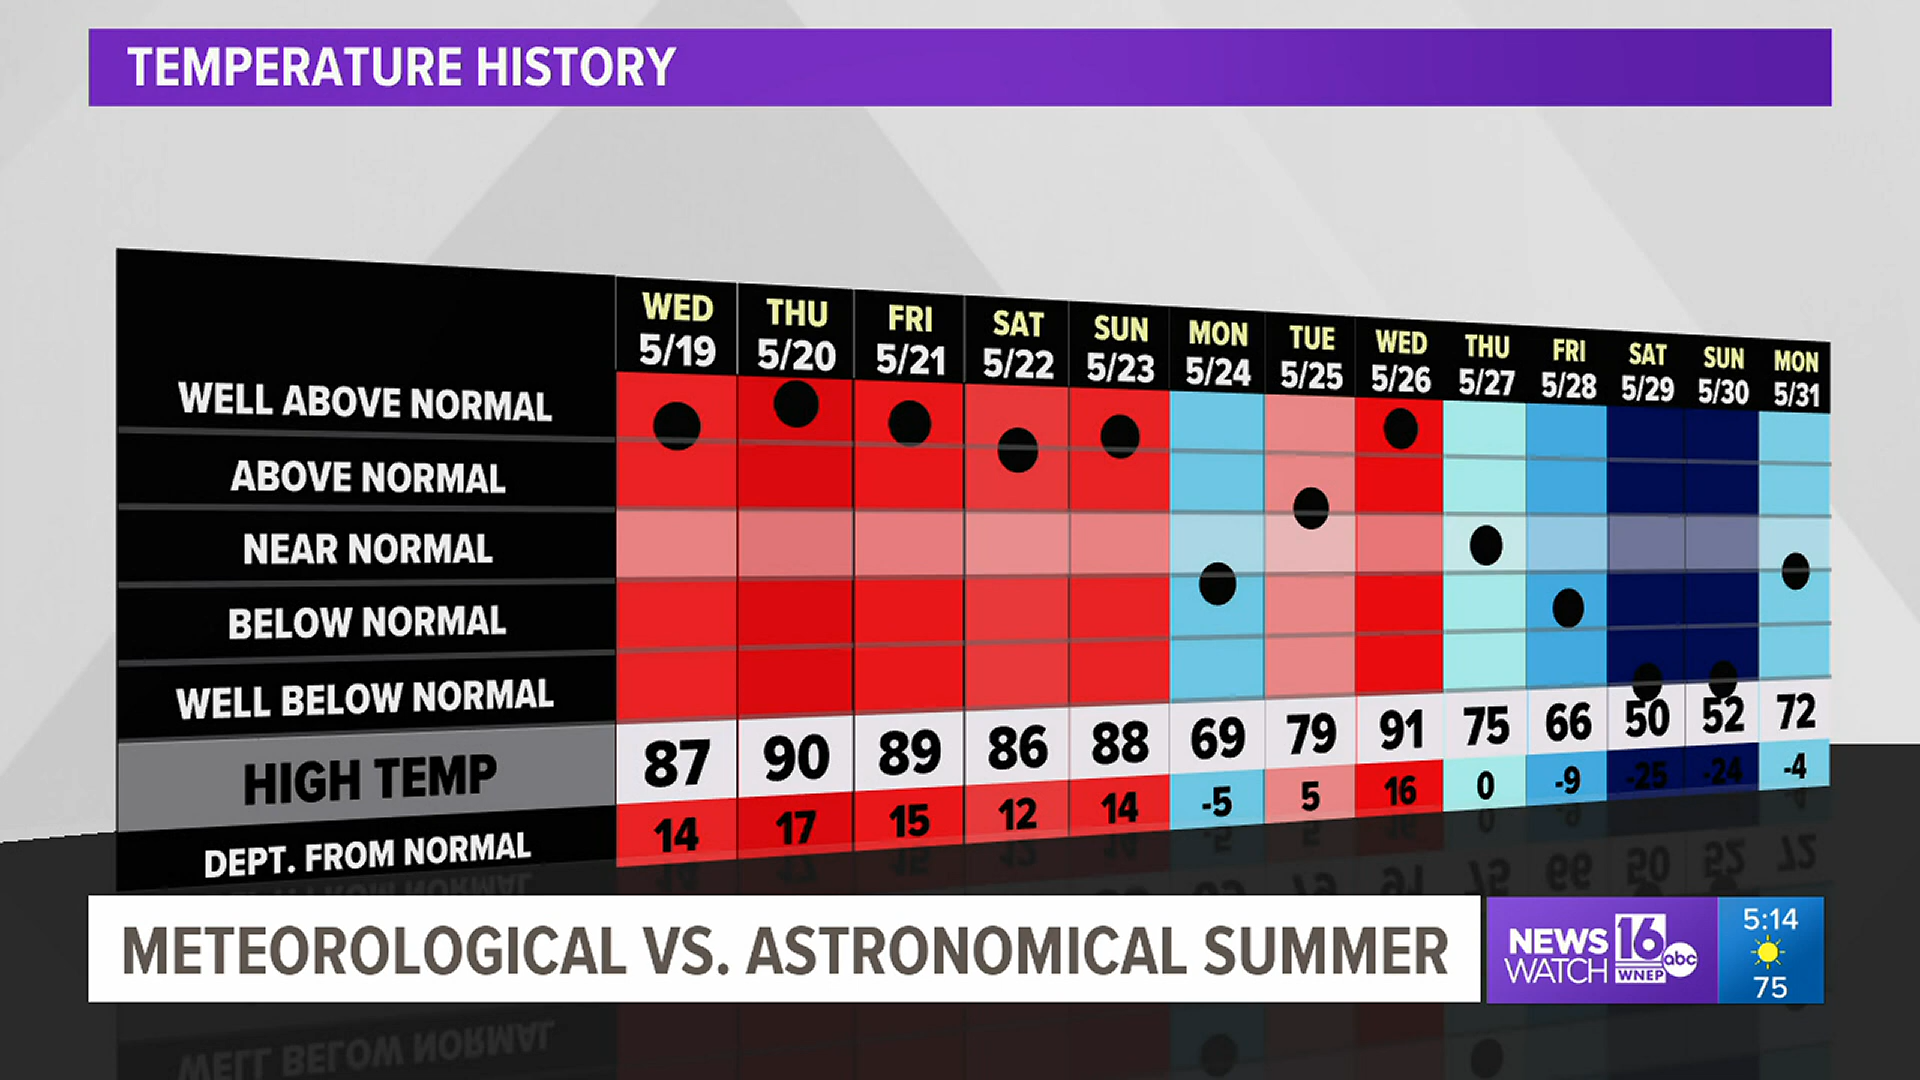 TEMPERATURE HISTORY
WED THU FRI SAT SUN MON TUE WED THU FRI SAT SUN MON
5/19 5/20 5/21 5/22 5/23 5/24 5/25 5/26 5/27 5/28 5/29 5/30 5/31
WELL ABOVE NORMAL
ABOVE NORMAL
NEAR NORMAL
BELOW NORMAL
WELL BELOW NORMAL
HIGH TEMP 87 90 89 86 88 69 79 91 75 66 50 52 72
DEPT. FROM NORMAL 14 17 15 12 14 -5 5 16 0 -9 -25 -24 -4
METEOROLOGICAL VS. ASTRONOMICAL SUMMER
NEWS WATCH 16 WNEP abc
5:14
75